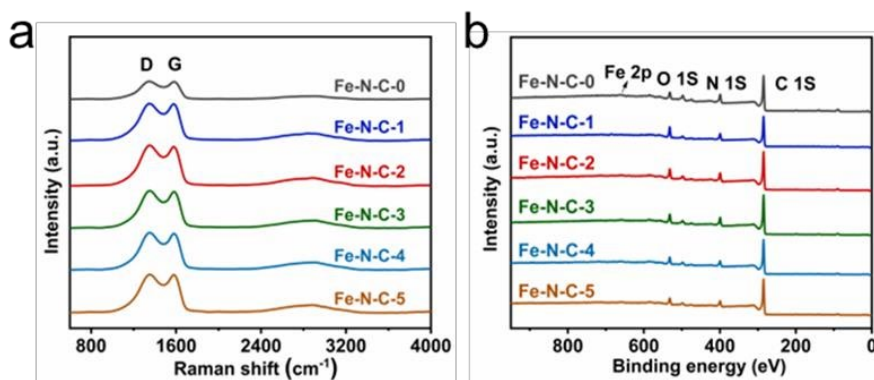 a
D G
Fe-N-C-0
Fe-N-C-1
Fe-N-C-2
Fe-N-C-3
Fe-N-C-4
Fe-N-C-5
Intensity (a.u.)
800 1600 2400 3200 4000
Raman shift (cm⁻¹)
b
Fe-N-C-0 Fe 2p O 1S N 1S C 1S
Fe-N-C-1
Fe-N-C-2
Fe-N-C-3
Fe-N-C-4
Fe-N-C-5
Intensity (a.u.)
800 600 400 200 0
Binding energy (eV)